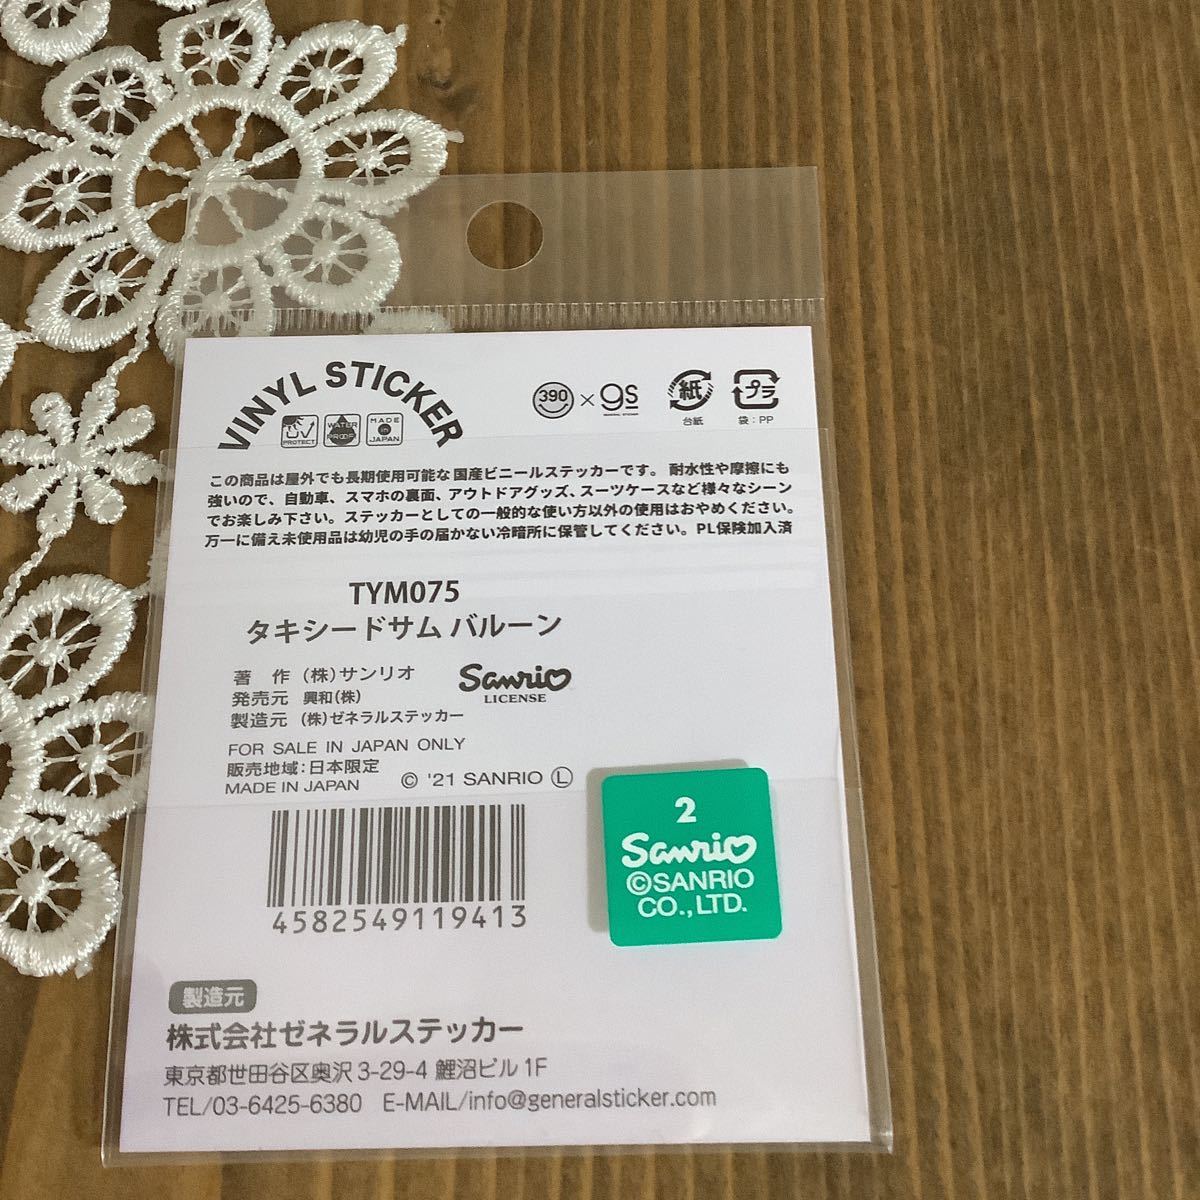 VINYL STICKER
UV PROTECT
WATER PROOF
MADE in JAPAN
390 × gs
GENERAL STICKER
紙
台紙
プラ
袋：PP
この商品は屋外でも長期使用可能な国産ビニールステッカーです。 耐水性や摩擦にも
強いので、自動車、スマホの裏面、アウトドアグッズ、スーツケースなど様々なシーン
でお楽しみ下さい。ステッカーとしての一般的な使い方以外の使用はおやめください。
万一に備え未使用品は幼児の手の届かない冷暗所に保管してください。PL保険加入済
TYM075
タキシードサム バルーン
著 作 （株）サンリオ
発売元 興和（株）
製造元 （株）ゼネラルステッカー
Sanrio
LICENSE
FOR SALE IN JAPAN ONLY
販売地域：日本限定
MADE IN JAPAN
© '21 SANRIO Ⓛ
4582549119413
2
Sanrio
©SANRIO
CO.,LTD.
製造元
株式会社ゼネラルステッカー
東京都世田谷区奥沢 3-29-4 鯉沼ビル 1F
TEL/03-6425-6380 E-MAIL/info@generalsticker.com